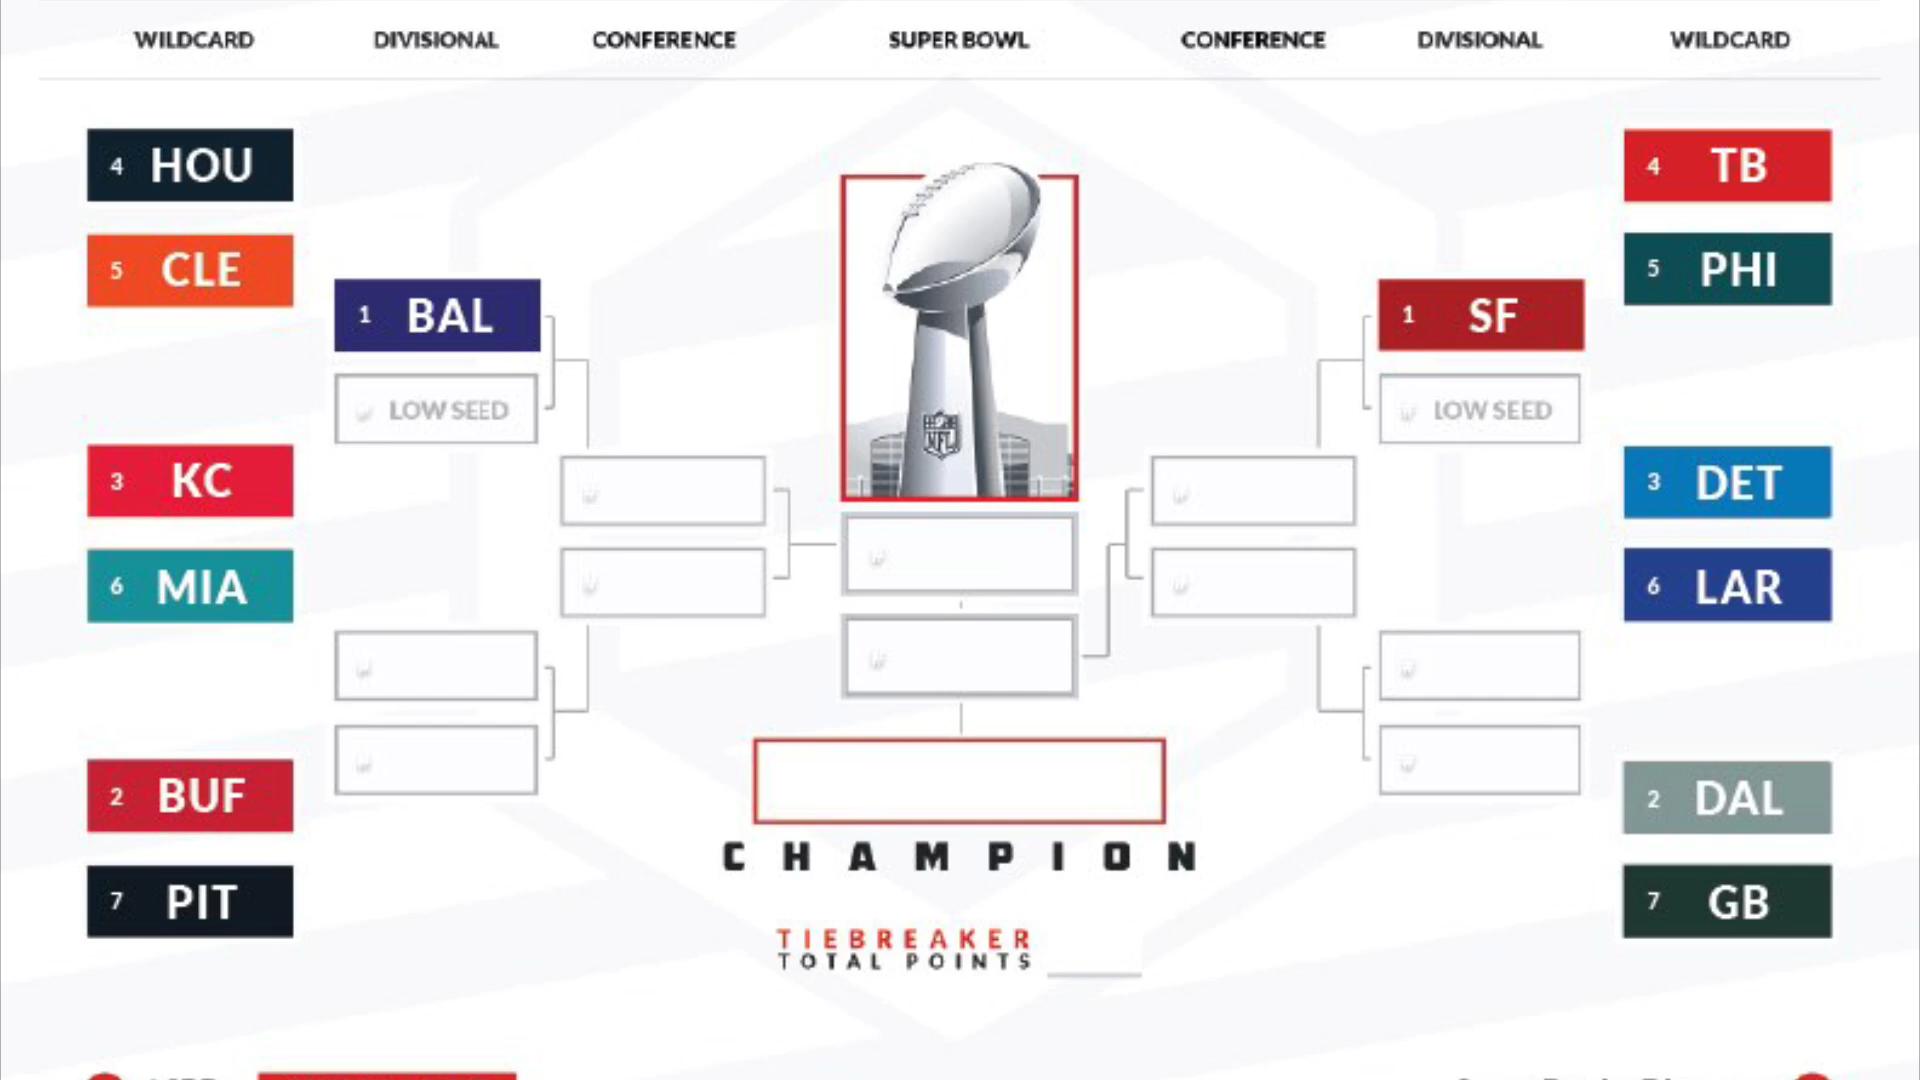 WILDCARD DIVISIONAL CONFERENCE SUPER BOWL CONFERENCE DIVISIONAL WILDCARD
4 HOU
5 CLE
1 BAL
LOW SEED
3 KC
6 MIA
2 BUF
7 PIT
NFL
CHAMPION
TIEBREAKER
TOTAL POINTS
4 TB
5 PHI
1 SF
LOW SEED
3 DET
6 LAR
2 DAL
7 GB